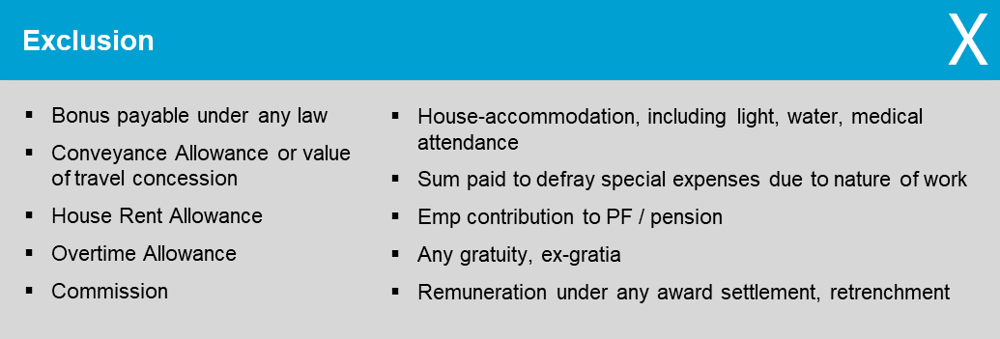 Exclusion
X
▪ Bonus payable under any law
▪ Conveyance Allowance or value
of travel concession
▪ House Rent Allowance
▪ Overtime Allowance
▪ Commission
▪ House-accommodation, including light, water, medical
attendance
▪ Sum paid to defray special expenses due to nature of work
▪ Emp contribution to PF / pension
▪ Any gratuity, ex-gratia
▪ Remuneration under any award settlement, retrenchment